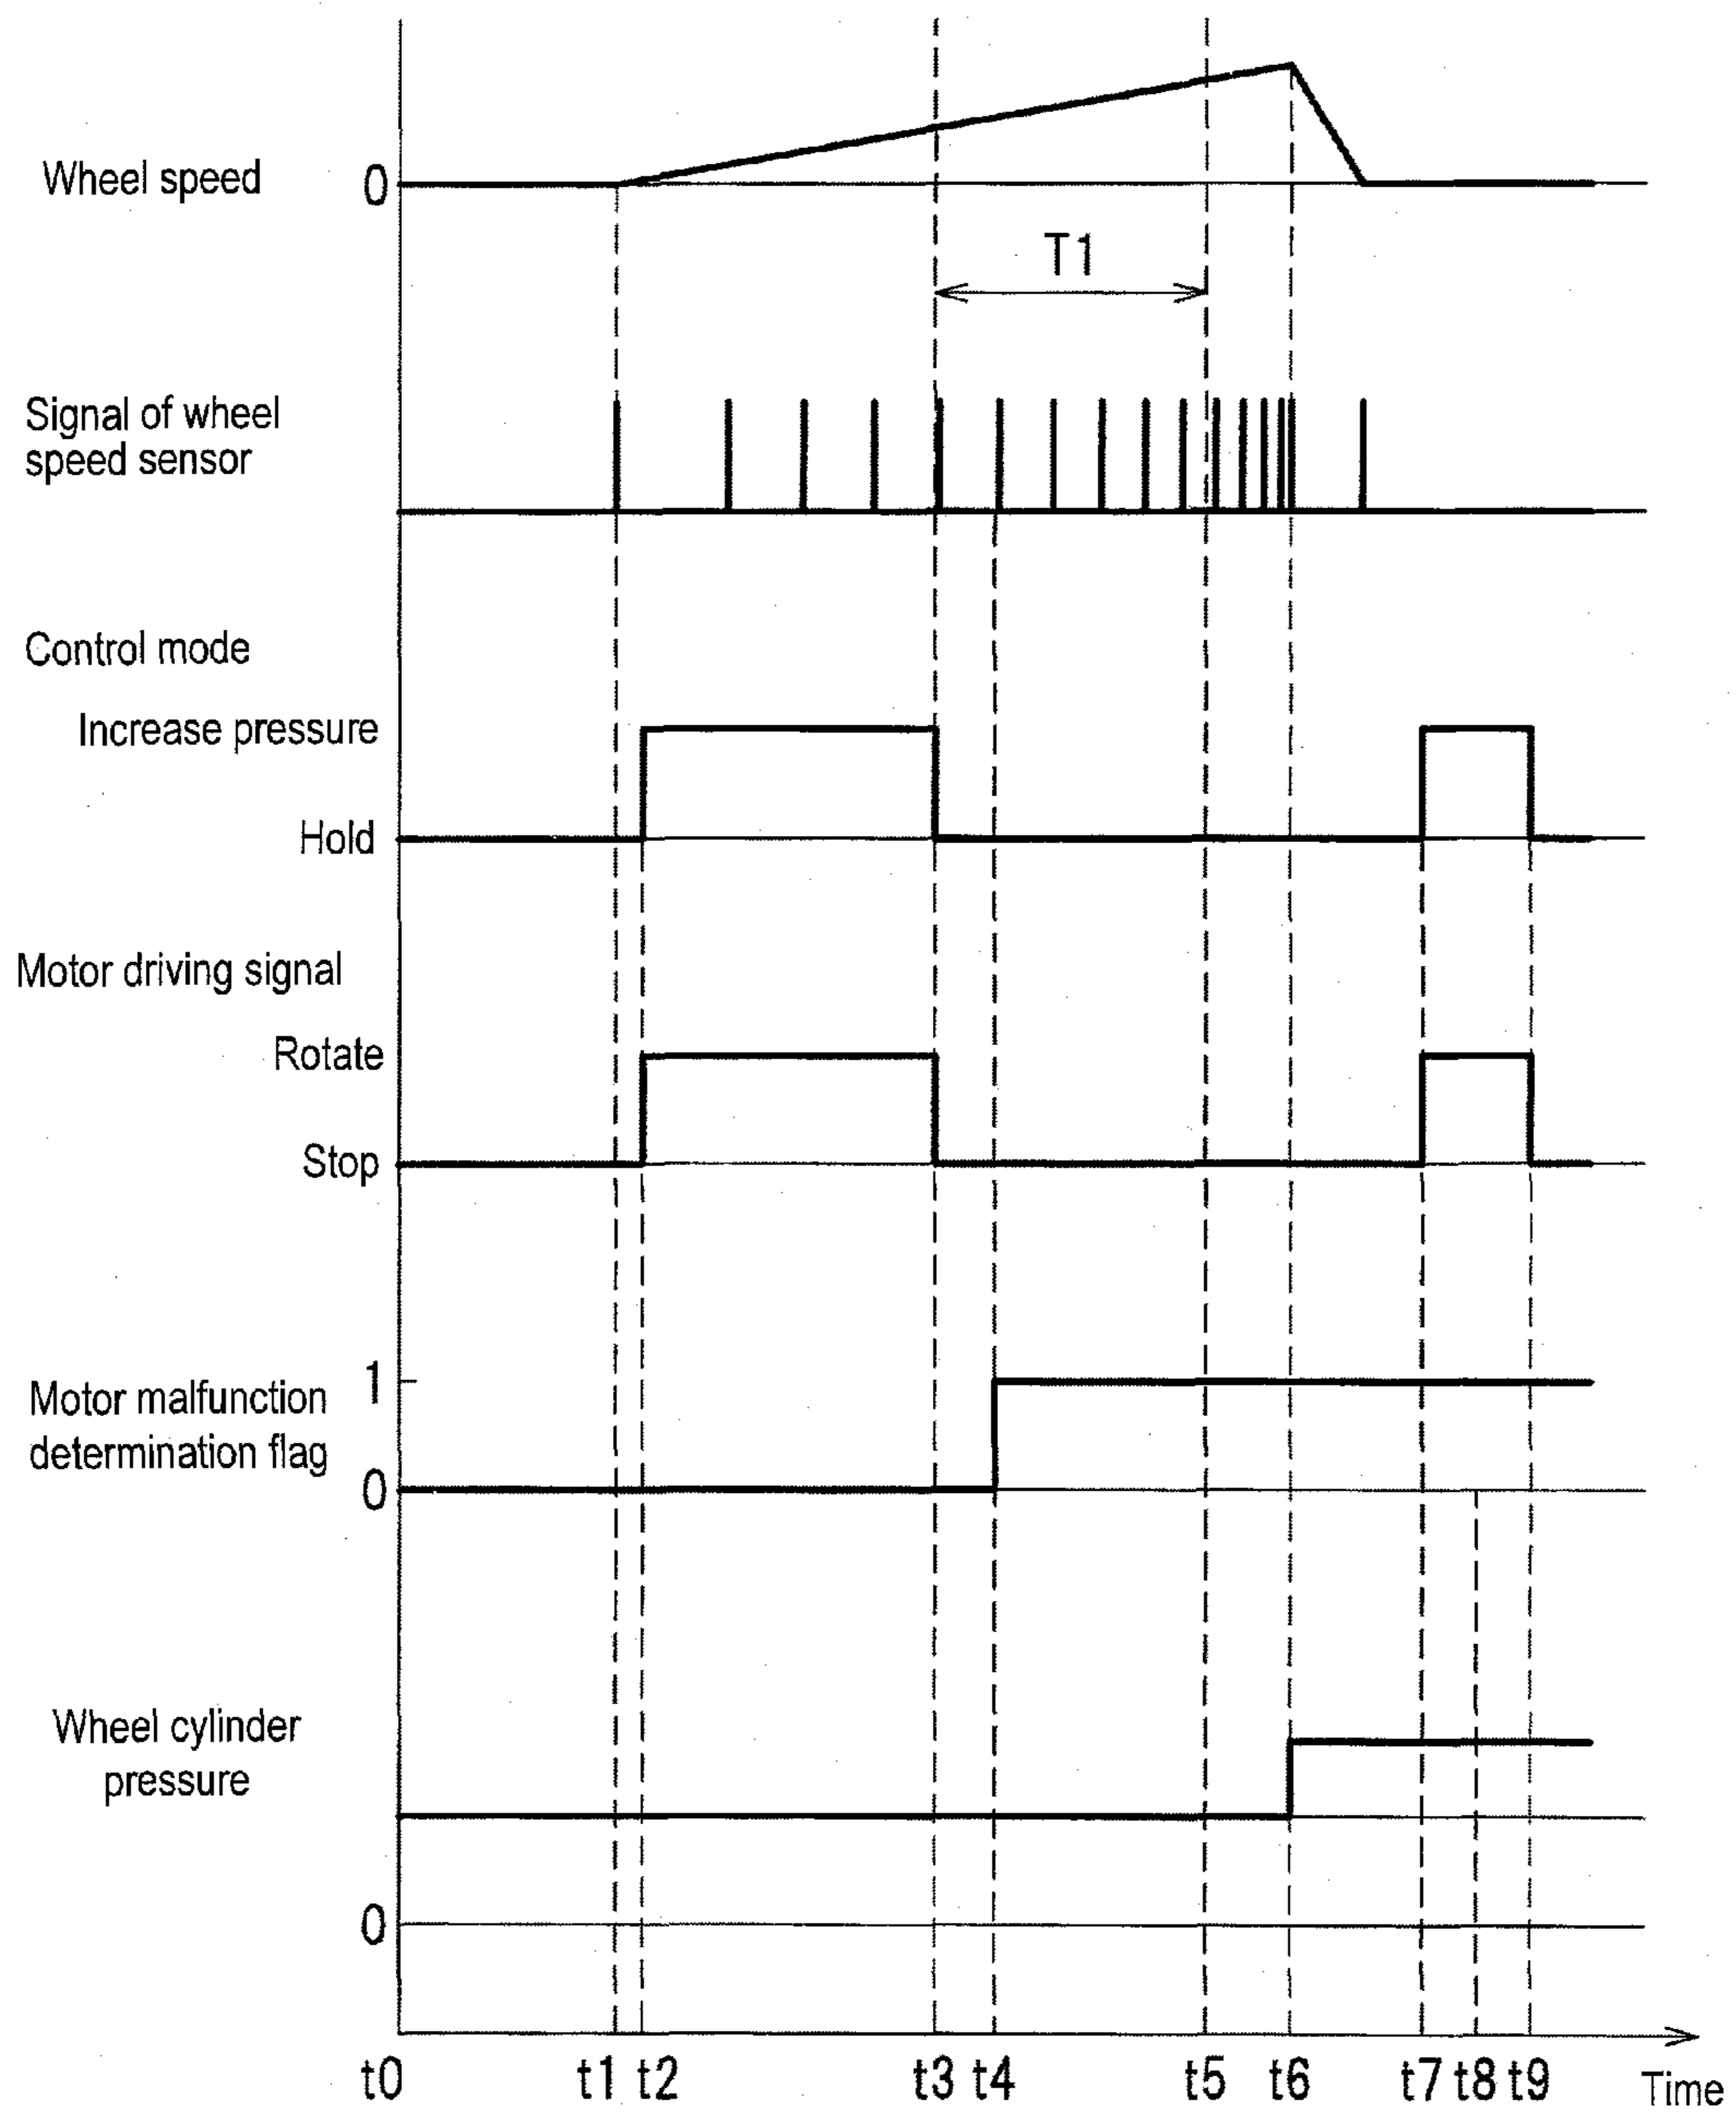 Wheel speed
0
T1
Signal of wheel
speed sensor
Control mode
Increase pressure
Hold
Motor driving signal
Rotate
Stop
1
Motor malfunction
determination flag
0
Wheel cylinder
pressure
0
t0 t1 t2 t3 t4 t5 t6 t7 t8 t9 Time